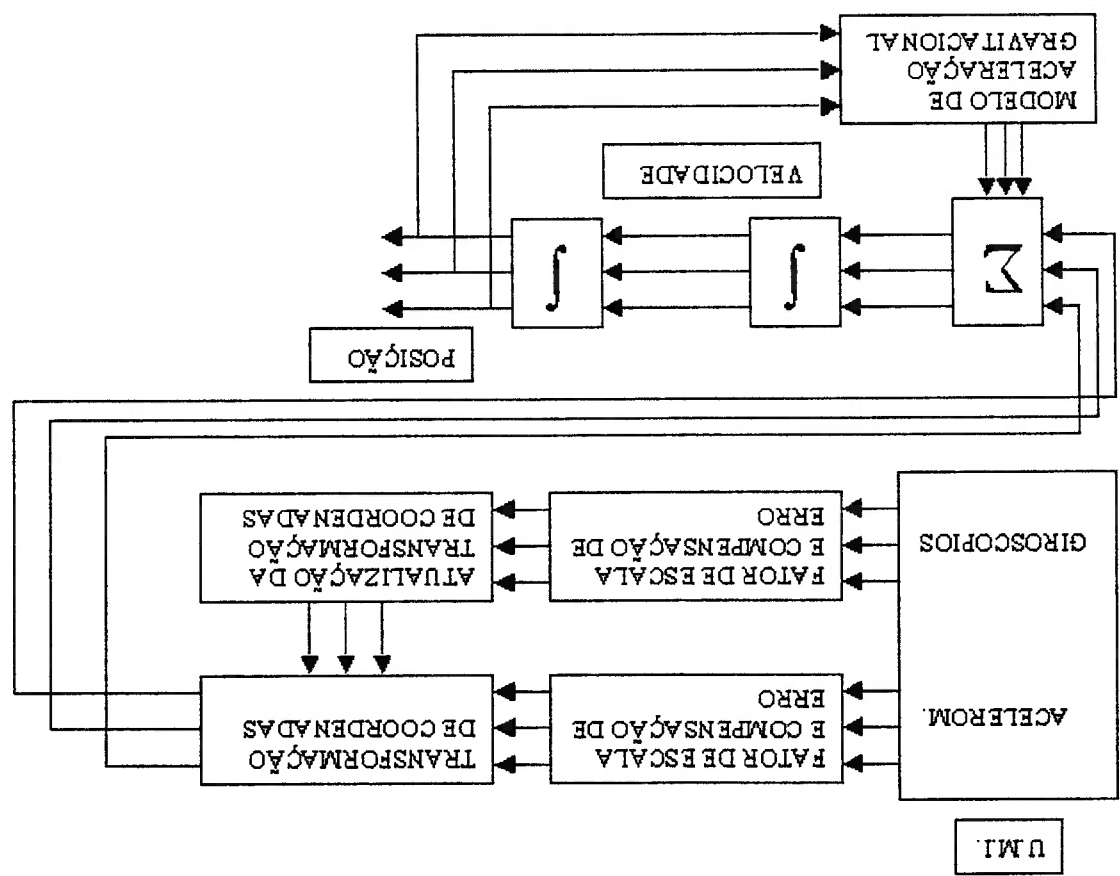 U.M.I.
ACELEROM.
FATOR DE ESCALA
E COMPENSAÇÃO DE
ERRO
TRANSFORMAÇÃO
DE COORDENADAS
GIROSCOPIOS
FATOR DE ESCALA
E COMPENSAÇÃO DE
ERRO
ATUALIZAÇÃO DA
TRANSFORMAÇÃO
DE COORDENADAS
POSIÇÃO
Σ
∫
∫
VELOCIDADE
MODELO DE
ACELERAÇÃO
GRAVITACIONAL